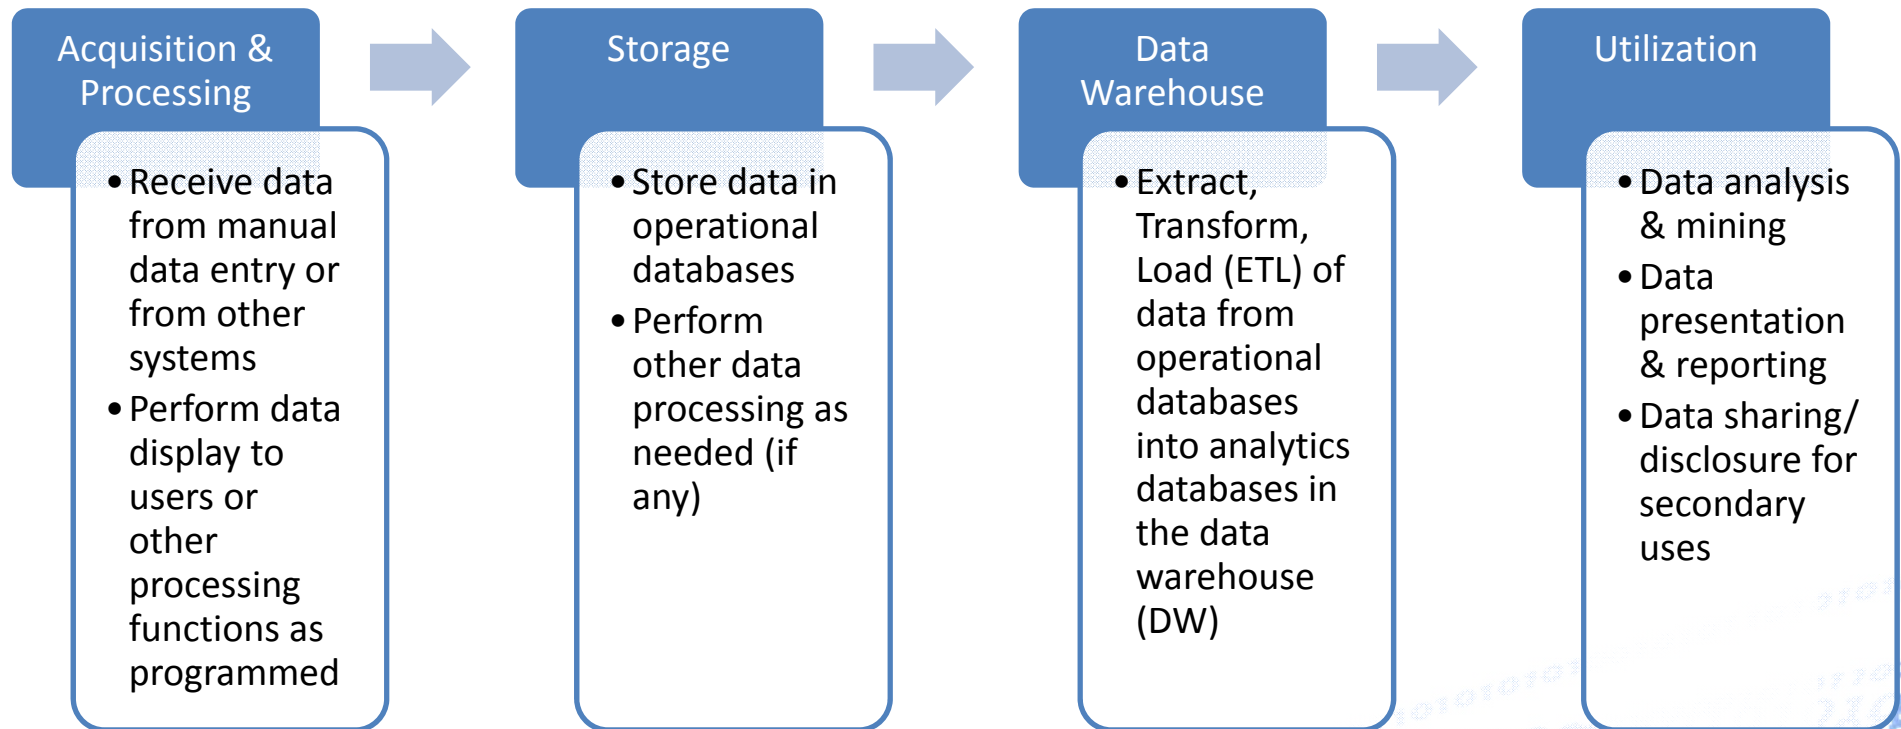 Acquisition &
Processing
• Receive data
from manual
data entry or
from other
systems
• Perform data
display to
users or
other
processing
functions as
programmed
Storage
• Store data in
operational
databases
• Perform
other data
processing as
needed (if
any)
Data
Warehouse
• Extract,
Transform,
Load (ETL) of
data from
operational
databases
into analytics
databases in
the data
warehouse
(DW)
Utilization
• Data analysis
& mining
• Data
presentation
& reporting
• Data sharing/
disclosure for
secondary
uses